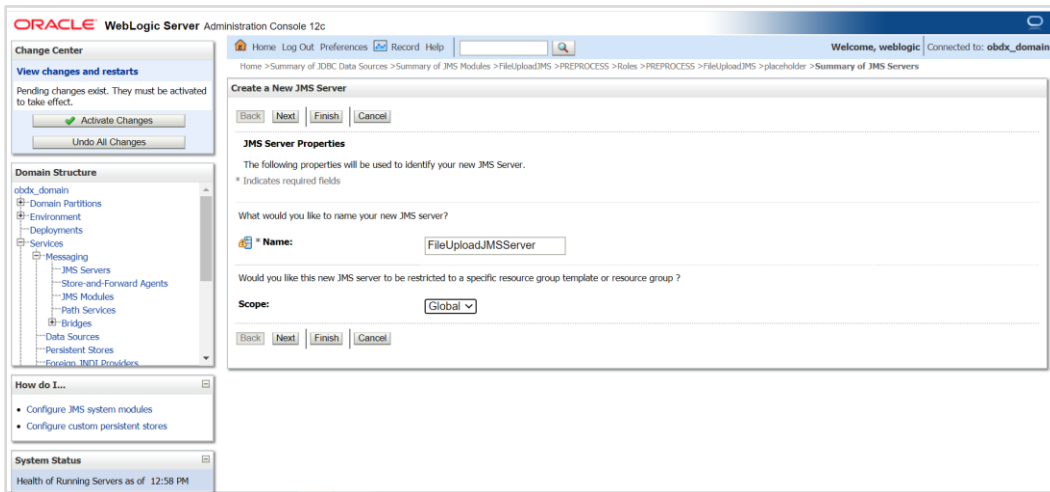 ORACLE WebLogic Server Administration Console 12c
Change Center
View changes and restarts
Pending changes exist. They must be activated
to take effect.
Activate Changes
Undo All Changes
Domain Structure
obdx_domain
Domain Partitions
Environment
Deployments
Services
Messaging
JMS Servers
Store-and-Forward Agents
JMS Modules
Path Services
Bridges
Data Sources
Persistent Stores
Foreign JNDI Providers
How do I...
Configure JMS system modules
Configure custom persistent stores
System Status
Health of Running Servers as of 12:58 PM
Home Log Out Preferences Record Help
Welcome, weblogic Connected to: obdx_domain
Home >Summary of JDBC Data Sources >Summary of JMS Modules >FileUploadJMS >PREPROCESS >Roles >PREPROCESS >FileUploadJMS >placeholder >Summary of JMS Servers
Create a New JMS Server
Back Next Finish Cancel
JMS Server Properties
The following properties will be used to identify your new JMS Server.
* Indicates required fields
What would you like to name your new JMS server?
* Name: FileUploadJMSServer
Would you like this new JMS server to be restricted to a specific resource group template or resource group ?
Scope: Global
Back Next Finish Cancel